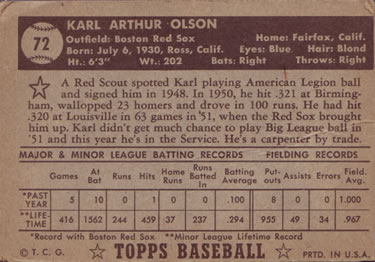 72
KARL ARTHUR OLSON
Outfield: Boston Red Sox Home: Fairfax, Calif.
Born: July 6, 1930, Ross, Calif. Eyes: Blue Hair: Blond
Ht.: 6'3" Wt.: 202 Bats: Right Throws: Right
A Red Scout spotted Karl playing American Legion ball
and signed him in 1948. In 1950, he hit .321 at Birming-
ham, walloped 23 homers and drove in 100 runs. He had hit
.320 at Louisville in 63 games in '51, when the Red Sox brought
him up. Karl didn't get much chance to play Big League ball in
'51 and this year he's in the Service. He's a carpenter by trade.
MAJOR & MINOR LEAGUE BATTING RECORDS FIELDING RECORDS
Games At Bat Runs Hits Home Runs Runs Batted In Batting Average Put-outs Assists Errors Field. Avg.
*PAST YEAR 5 10 0 1 0 0 .100 8 0 0 1.000
**LIFE-TIME 416 1562 244 459 37 237 .294 955 49 34 .967
*Record with Boston Red Sox **Minor League Lifetime Record
© T. C. G. TOPPS BASEBALL PRTD. IN U.S.A.